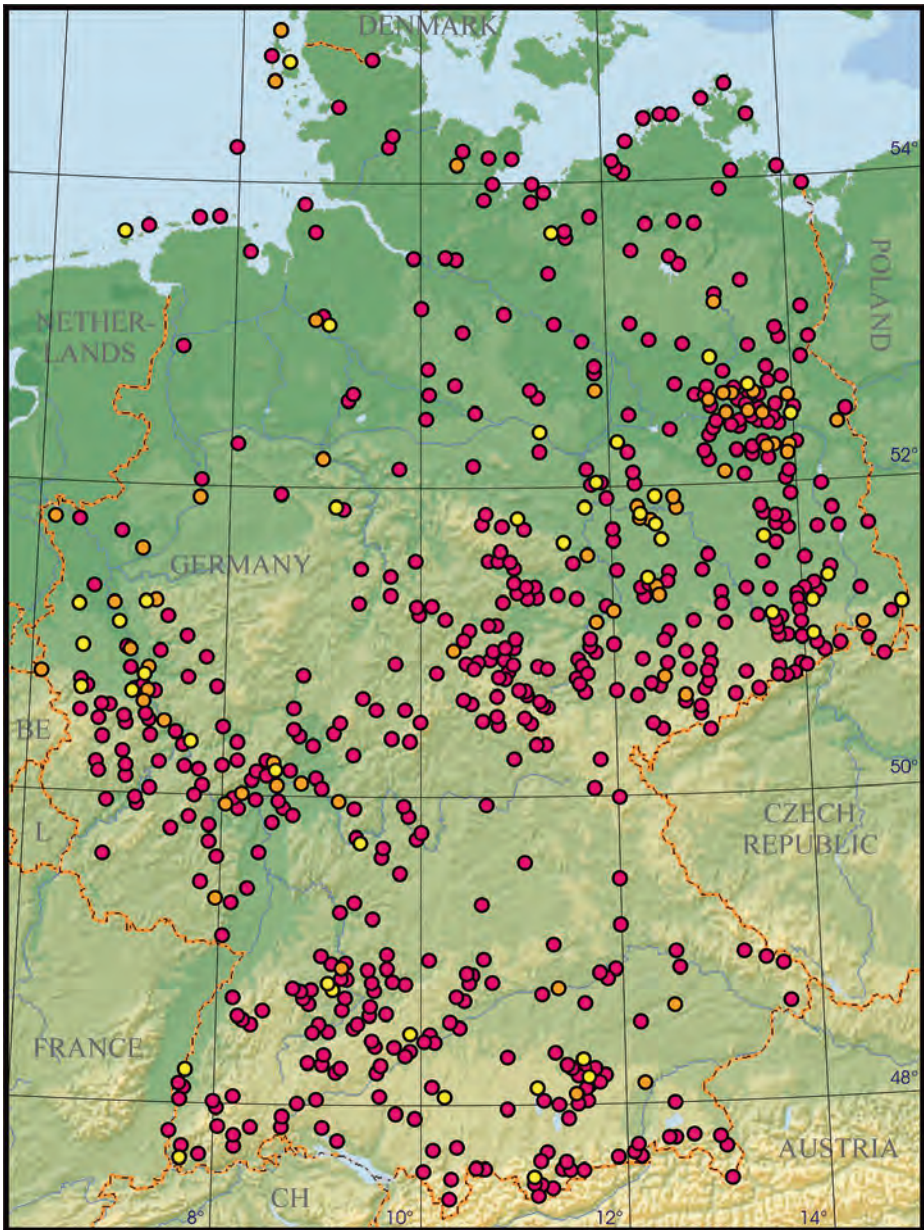 DENMARK
54°
POLAND
NETHER-
LANDS
52°
GERMANY
BE
50°
L
CZECH
REPUBLIC
FRANCE
48°
AUSTRIA
CH
8°
10°
12°
14°